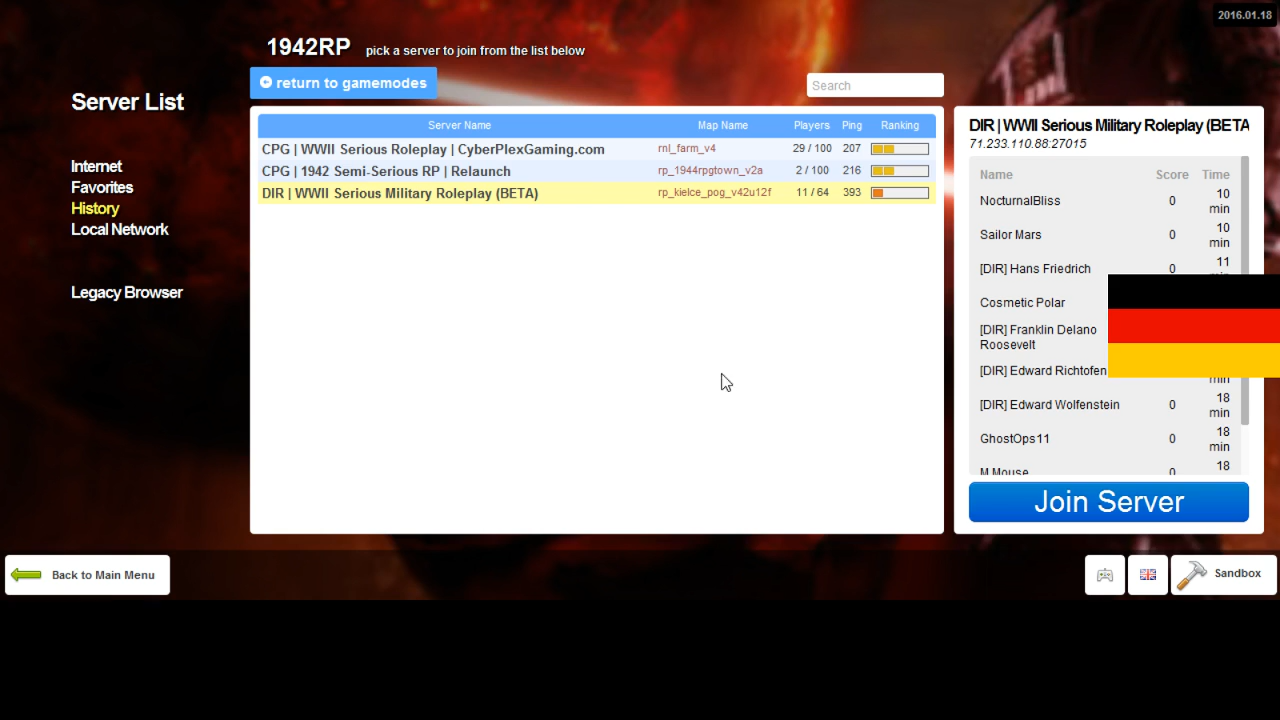 2016.01.18
1942RP pick a server to join from the list below
return to gamemodes
Search
Server List
Internet
Favorites
History
Local Network
Legacy Browser
Server Name Map Name Players Ping Ranking
CPG | WWII Serious Roleplay | CyberPlexGaming.com rnl_farm_v4 29 / 100 207
CPG | 1942 Semi-Serious RP | Relaunch rp_1944rpgtown_v2a 2 / 100 216
DIR | WWII Serious Military Roleplay (BETA) rp_kielce_pog_v42u12f 11 / 64 393
DIR | WWII Serious Military Roleplay (BETA
71.233.110.88:27015
Name Score Time
NocturnalBliss 0 10 min
Sailor Mars 0 10 min
[DIR] Hans Friedrich 0 11
Cosmetic Polar
[DIR] Franklin Delano
Roosevelt
[DIR] Edward Richtofen
min
[DIR] Edward Wolfenstein 0 18 min
GhostOps11 0 18 min
M.Mouse 0 18
Join Server
Back to Main Menu
Sandbox